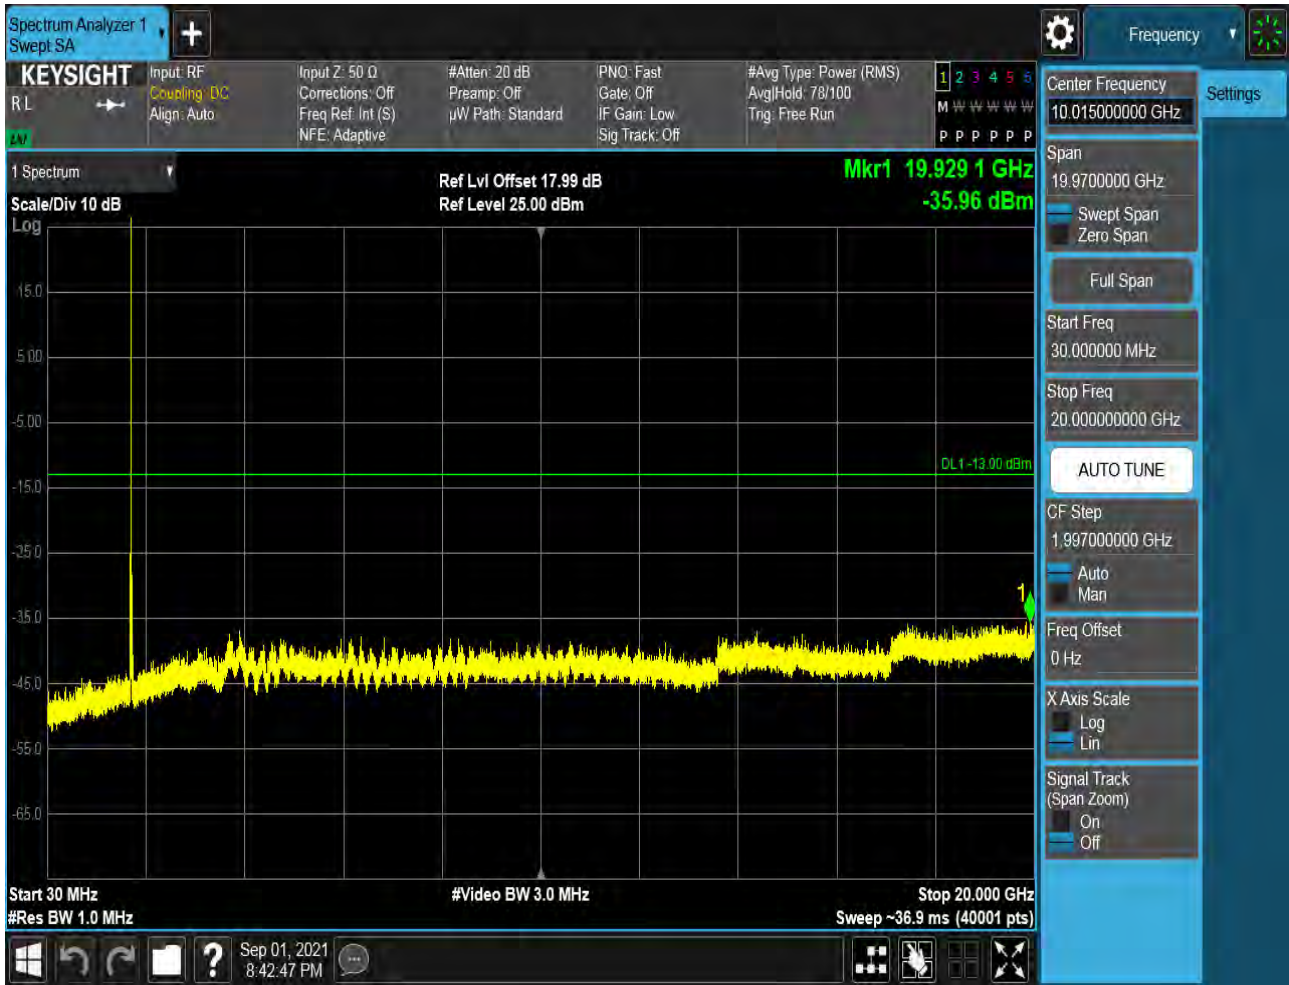 Spectrum Analyzer 1
Swept SA
Frequency
KEYSIGHT
R L
LXI
Input: RF
Coupling: DC
Align: Auto
Input Z: 50 Ω
Corrections: Off
Freq Ref: Int (S)
NFE: Adaptive
#Atten: 20 dB
Preamp: Off
µW Path: Standard
PNO: Fast
Gate: Off
IF Gain: Low
Sig Track: Off
#Avg Type: Power (RMS)
Avg|Hold: 78/100
Trig: Free Run
1 2 3 4 5 6
M W W W W W
P P P P P P
1 Spectrum
Scale/Div 10 dB
Log
Ref Lvl Offset 17.99 dB
Ref Level 25.00 dBm
Mkr1 19.929 1 GHz
-35.96 dBm
15.0
5.00
-5.00
-15.0
-25.0
-35.0
-45.0
-55.0
-65.0
DL1 -13.00 dBm
1
Start 30 MHz
#Res BW 1.0 MHz
#Video BW 3.0 MHz
Stop 20.000 GHz
Sweep ~36.9 ms (40001 pts)
Center Frequency
10.015000000 GHz
Settings
Span
19.9700000 GHz
Swept Span
Zero Span
Full Span
Start Freq
30.000000 MHz
Stop Freq
20.000000000 GHz
AUTO TUNE
CF Step
1.997000000 GHz
Auto
Man
Freq Offset
0 Hz
X Axis Scale
Log
Lin
Signal Track
(Span Zoom)
On
Off
?
Sep 01, 2021
8:42:47 PM